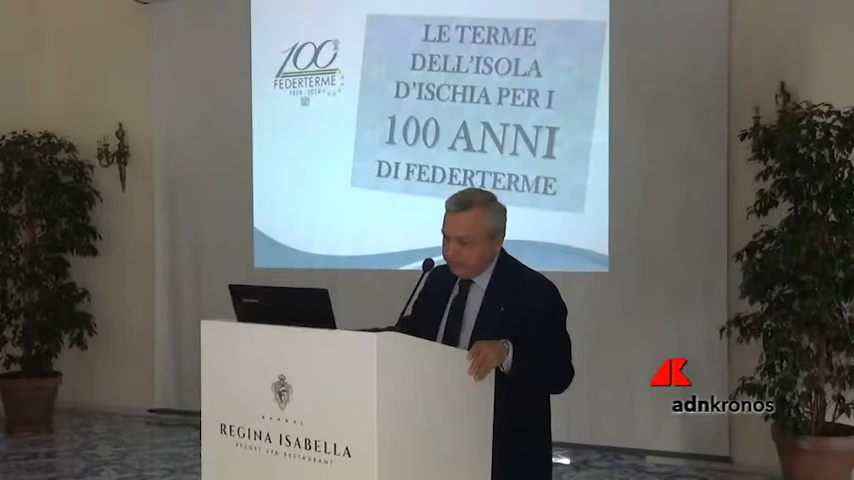 100
FEDERTERME
1919-2019
LE TERME
DELL'ISOLA
D'ISCHIA PER I
100 ANNI
DI FEDERTERME
REGINA ISABELLA
RESORT SPA RESTAURANT
adnkronos